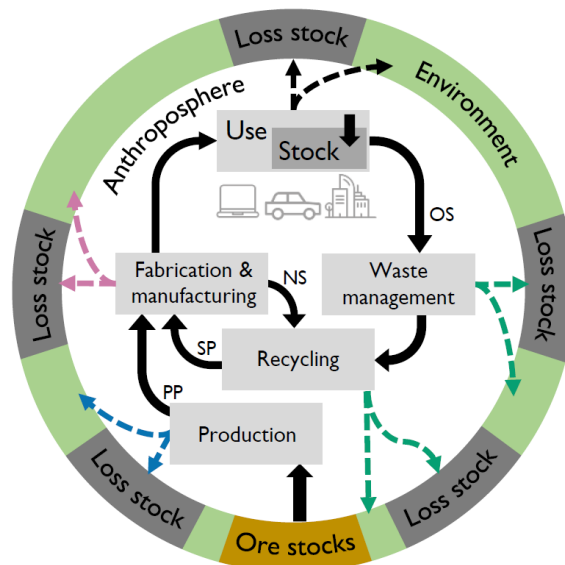 Loss stock
Anthroposphere
Environment
Use
Stock
OS
Loss stock
Fabrication &
manufacturing
NS
Waste
management
Loss stock
SP
Recycling
PP
Production
Loss stock
Loss stock
Ore stocks